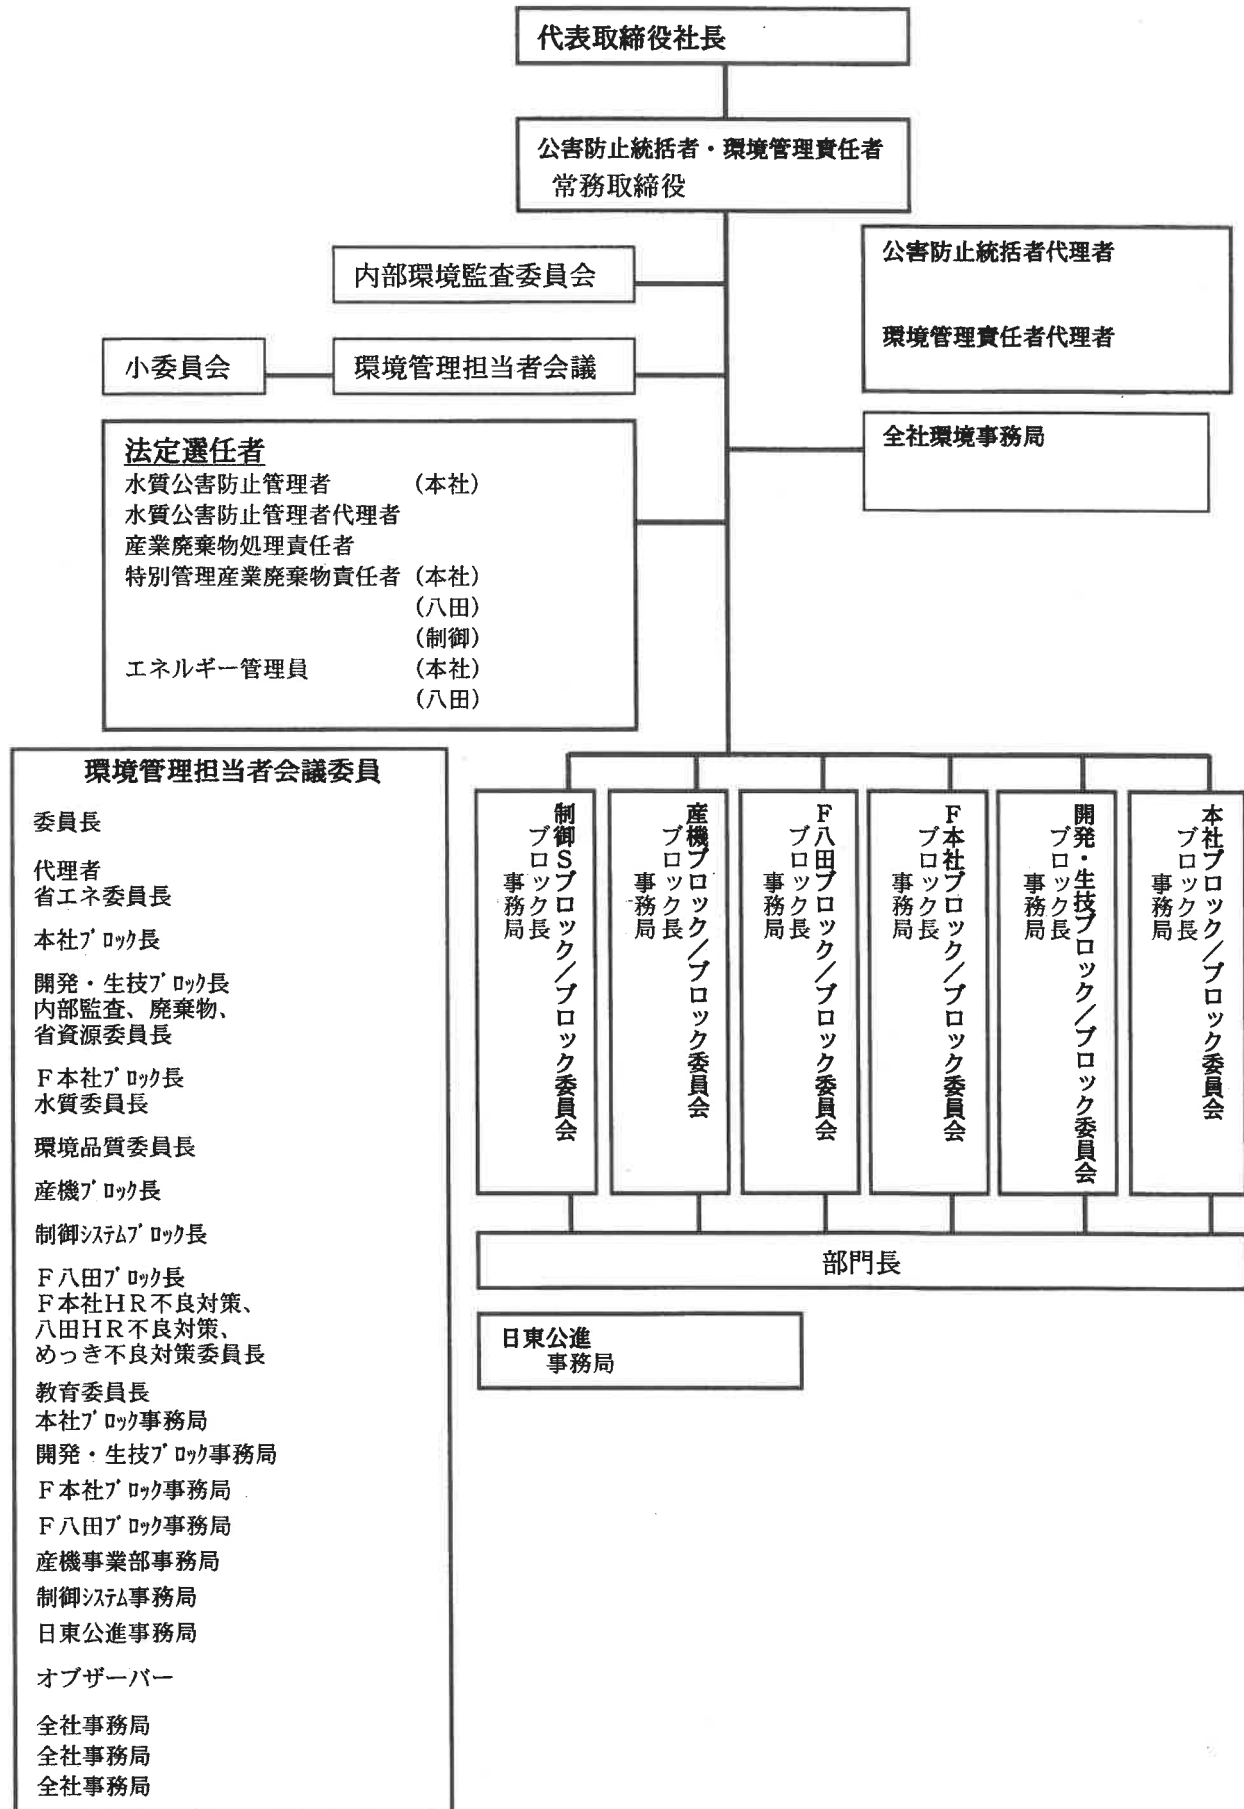 代表取締役社長
公害防止統括者・環境管理責任者
常務取締役
内部環境監査委員会
公害防止統括者代理者
環境管理責任者代理者
小委員会
環境管理担当者会議
全社環境事務局
法定選任者
水質公害防止管理者 (本社)
水質公害防止管理者代理者
産業廃棄物処理責任者
特別管理産業廃棄物責任者 (本社)
(八田)
(制御)
エネルギー管理員 (本社)
(八田)
環境管理担当者会議委員
委員長
代理者
省エネ委員長
本社ブロック長
開発・生技ブロック長
内部監査、廃棄物、
省資源委員長
F本社ブロック長
水質委員長
環境品質委員長
産機ブロック長
制御システムブロック長
F八田ブロック長
F本社HR不良対策、
八田HR不良対策、
めっき不良対策委員長
教育委員長
本社ブロック事務局
開発・生技ブロック事務局
F本社ブロック事務局
F八田ブロック事務局
産機事業部事務局
制御システム事務局
日東公進事務局
オブザーバー
全社事務局
全社事務局
全社事務局
制御Sブロック/ブロック委員会
ブロック長
事務局
産機ブロック/ブロック委員会
ブロック長
事務局
F八田ブロック/ブロック委員会
ブロック長
事務局
F本社ブロック/ブロック委員会
ブロック長
事務局
開発・生技ブロック/ブロック委員会
ブロック長
事務局
本社ブロック/ブロック委員会
ブロック長
事務局
部門長
日東公進
事務局